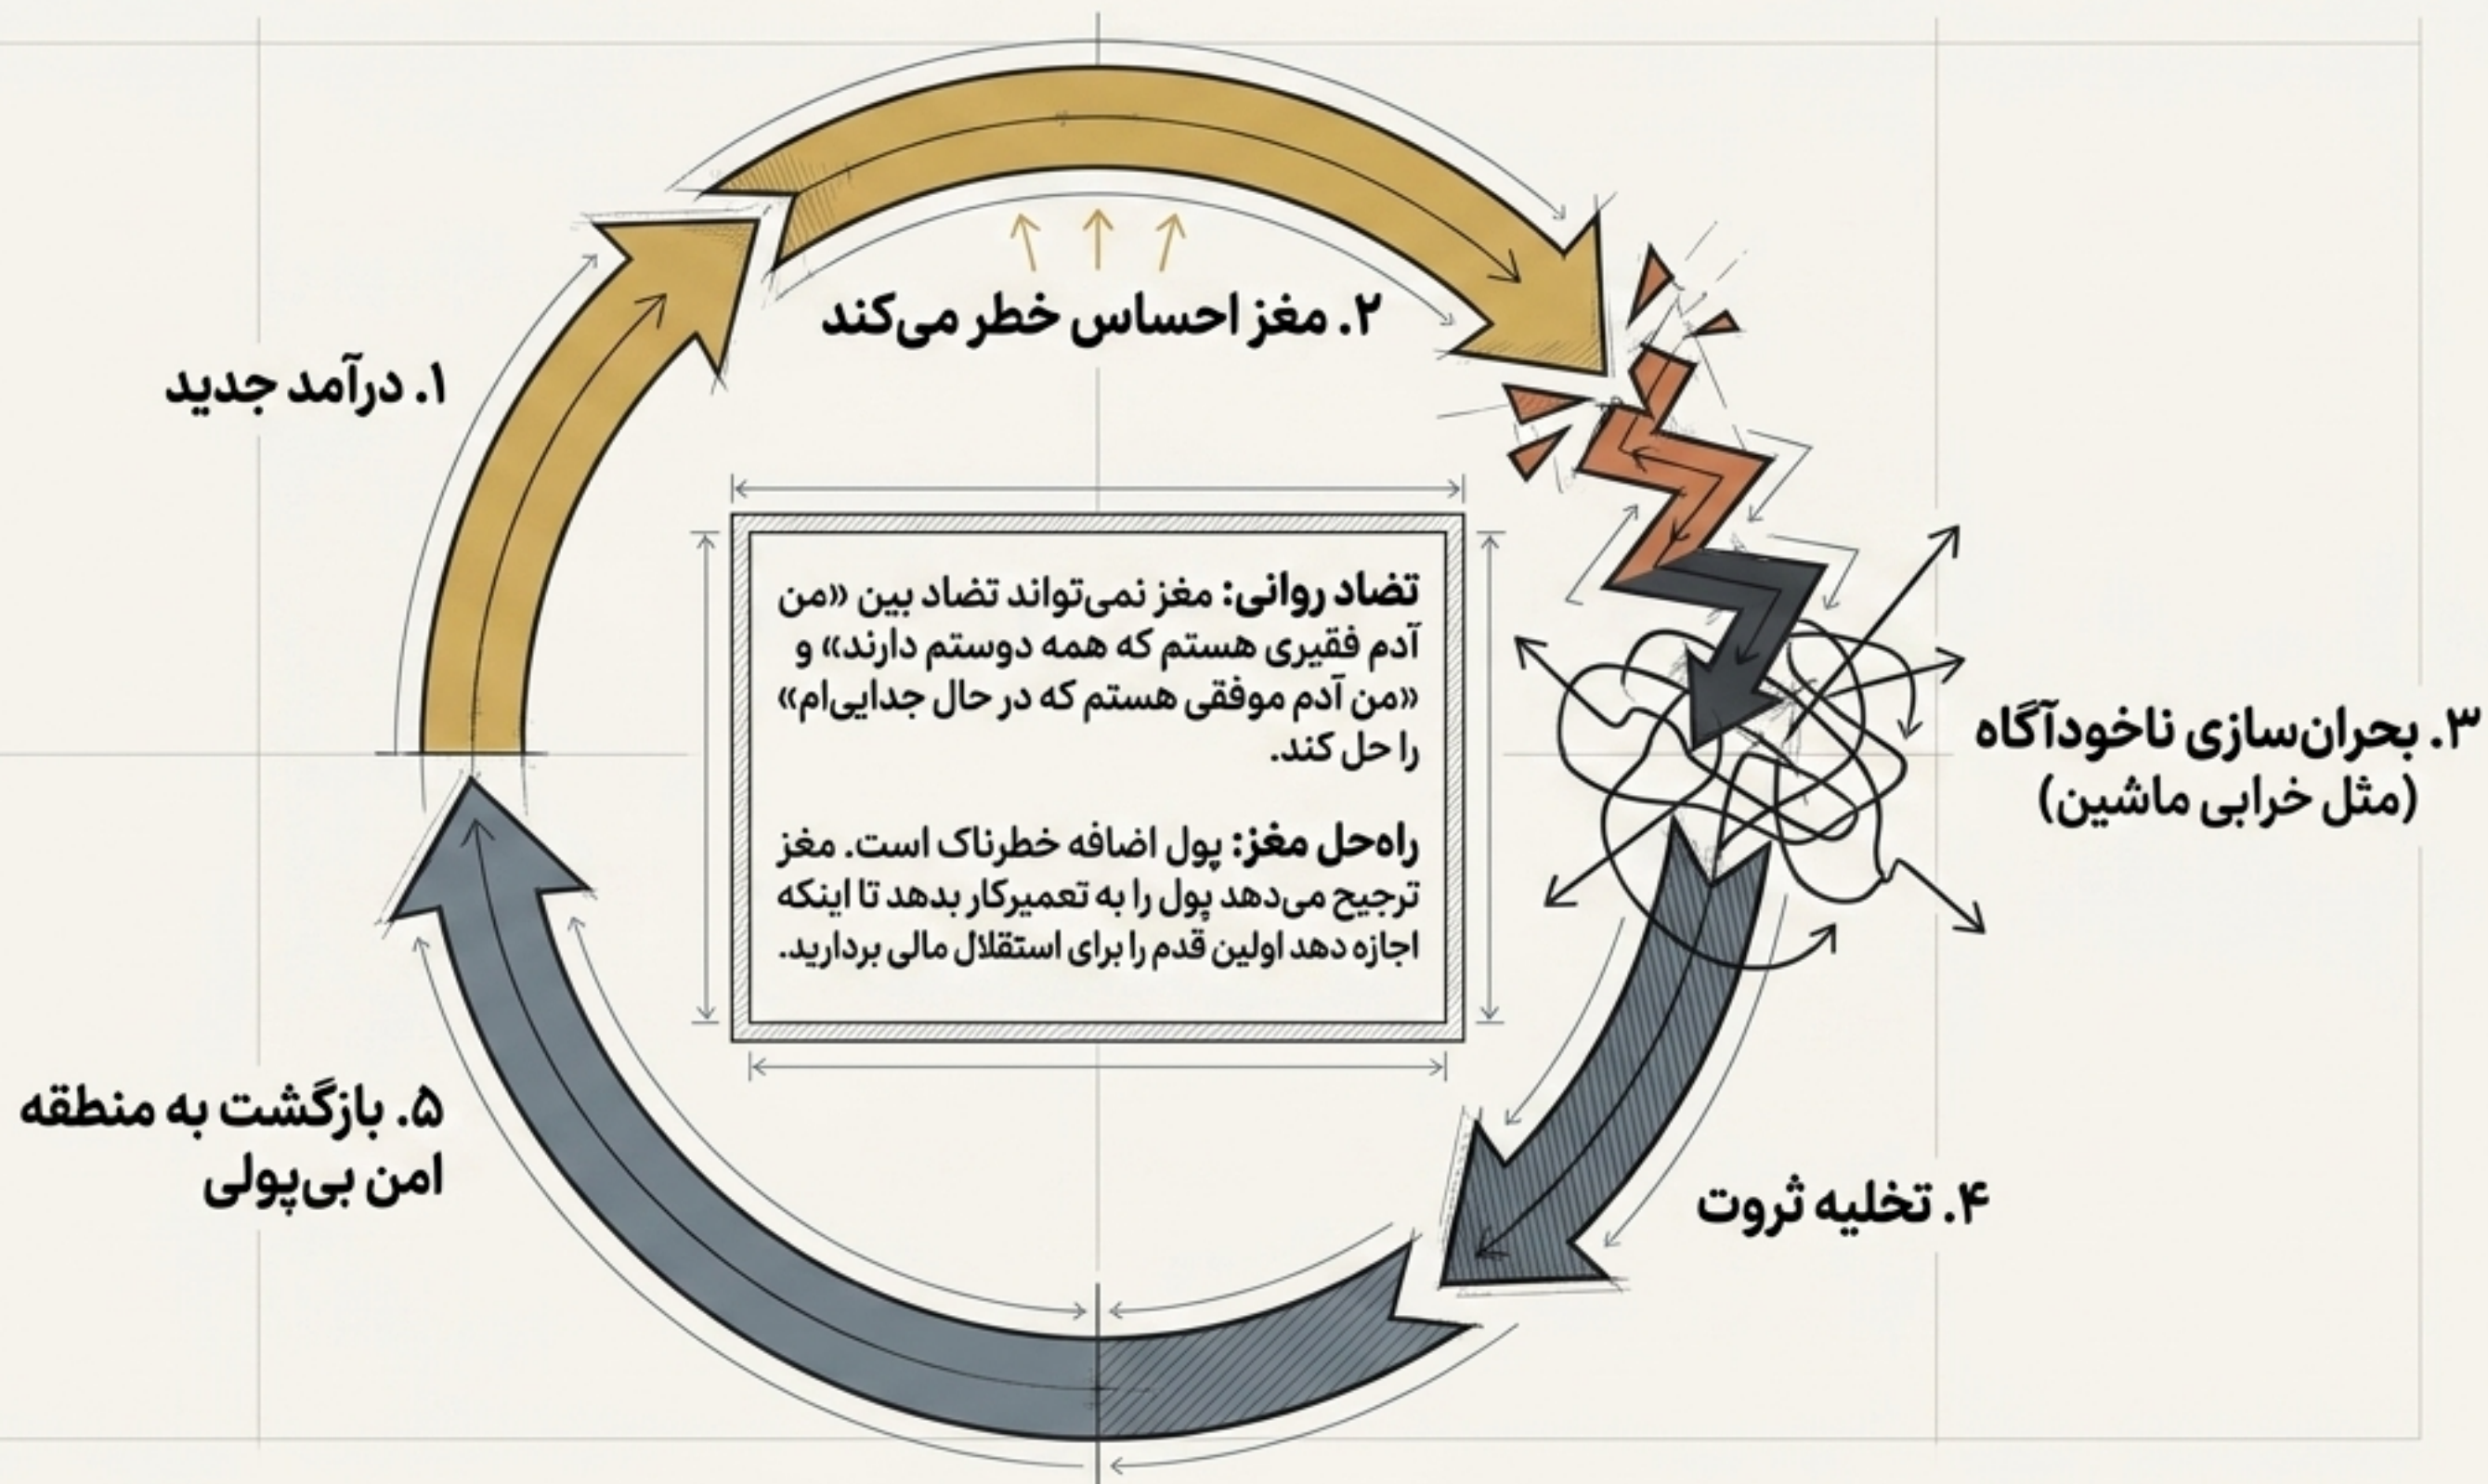 ۱. درآمد جدید
۲. مغز احساس خطر می‌کند
۳. بحران‌سازی ناخودآگاه
(مثل خرابی ماشین)
۴. تخلیه ثروت
۵. بازگشت به منطقه
امن بی‌پولی
تضاد روانی: مغز نمی‌تواند تضاد بین «من
آدم فقیری هستم که همه دوستم دارند» و
«من آدم موفقی هستم که در حال جدایی‌ام»
را حل کند.
راه‌حل مغز: پول اضافه خطرناک است. مغز
ترجیح می‌دهد پول را به تعمیرکار بدهد تا اینکه
اجازه دهد اولین قدم را برای استقلال مالی بردارید.